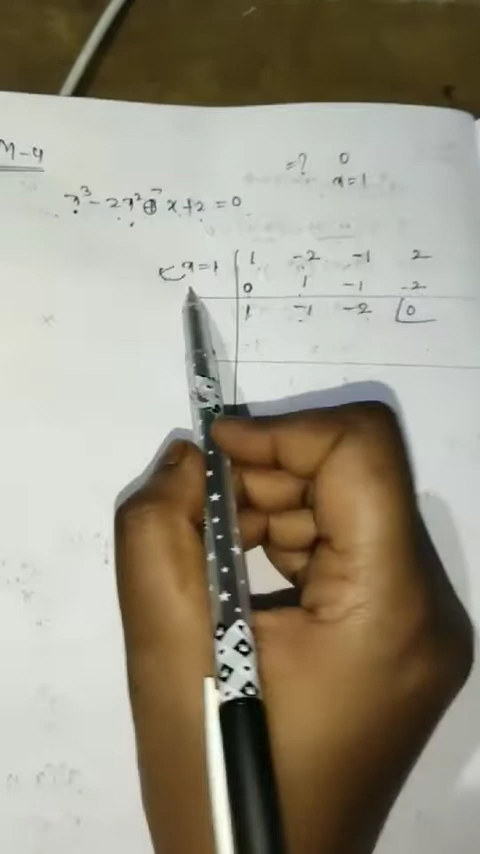 M-4
=? 0
x=1
x³-2x²-x+2=0
x=1 | 1 -2 -1 2
0 1 -1 -2
1 -1 -2 0